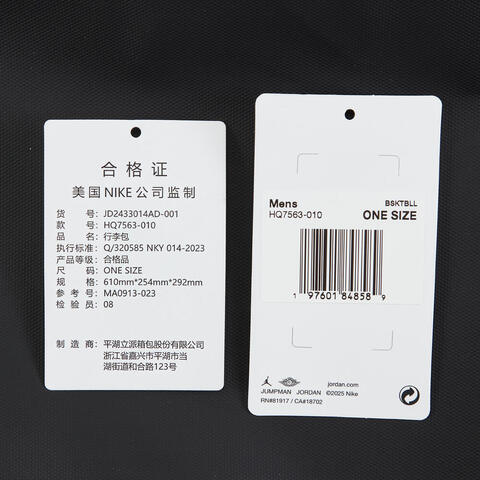 合格证
美国NIKE公司监制
货 号: JD2433014AD-001
款 号: HQ7563-010
品 名: 行李包
执行标准: Q/320585 NKY 014-2023
产品等级: 合格品
尺 码: ONE SIZE
规 格: 610mm*254mm*292mm
参 考 号: MA0913-023
检 验 员: 08
制 造 商: 平湖立派箱包股份有限公司
浙江省嘉兴市平湖市当
湖街道和合路123号
Mens BSKTBLL
HQ7563-010 ONE SIZE
1 97601 84858 9
JUMPMAN JORDAN
jordan.com
©2025 Nike
RN#81917 / CA#18702